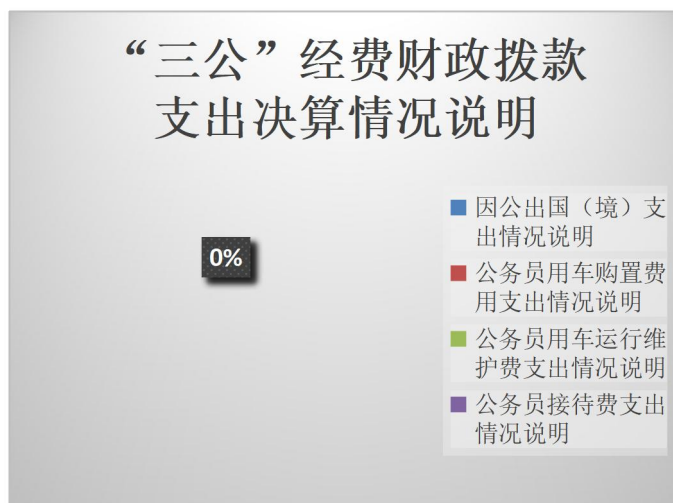 “三公”经费财政拨款
支出决算情况说明
0%
因公出国（境）支
出情况说明
公务员用车购置费
用支出情况说明
公务员用车运行维
护费支出情况说明
公务员接待费支出
情况说明